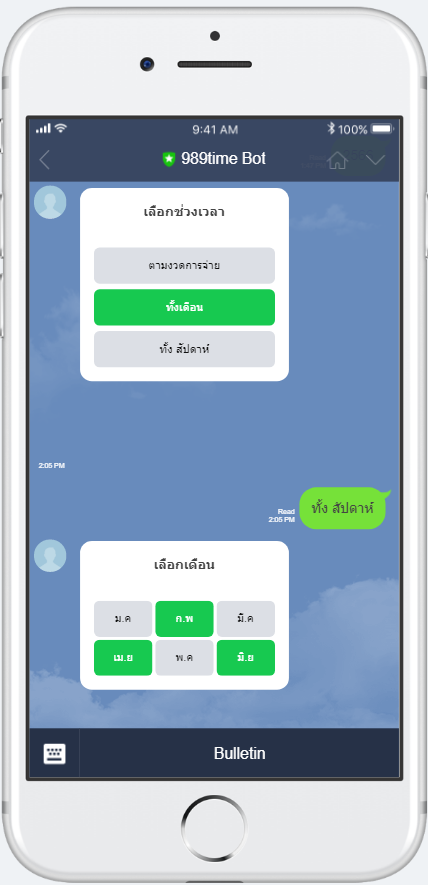 9:41 AM
100%
989time Bot
เลือกช่วงเวลา
ตามงวดการจ่าย
ทั้งเดือน
ทั้ง สัปดาห์
2:05 PM
ทั้ง สัปดาห์
Read
2:05 PM
เลือกเดือน
ม.ค ก.พ มี.ค
เม.ย พ.ค มิ.ย
Bulletin